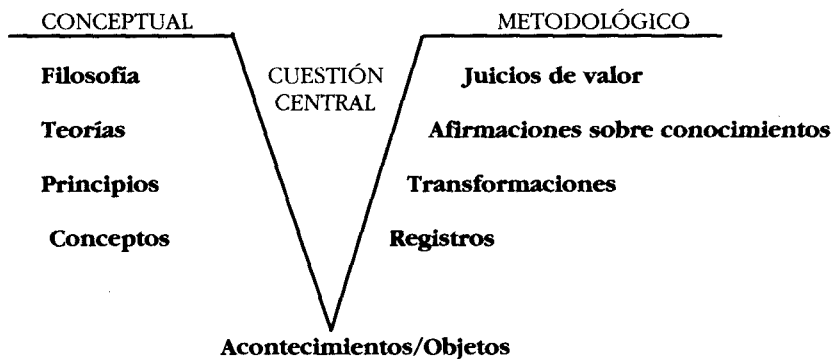 CONCEPTUAL
METODOLÓGICO
Filosofía
CUESTIÓN
CENTRAL
Juicios de valor
Teorías
Afirmaciones sobre conocimientos
Principios
Transformaciones
Conceptos
Registros
Acontecimientos/Objetos